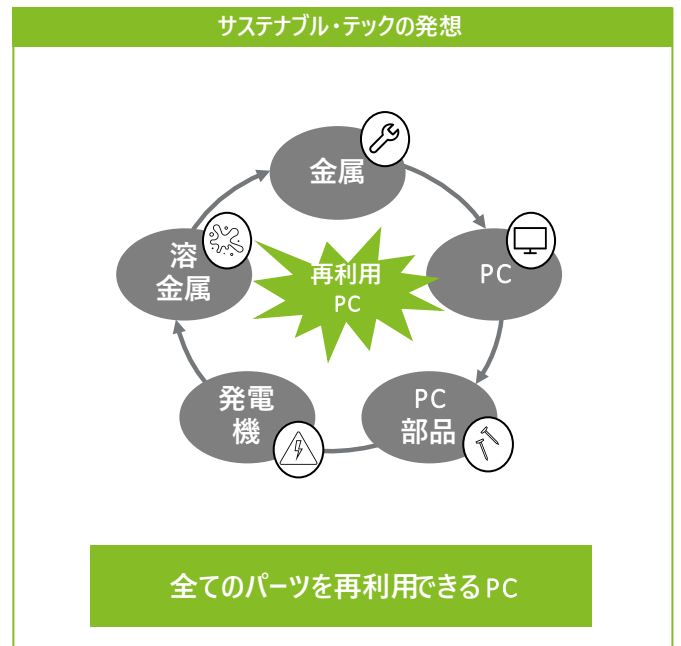 サステナブル・テックの発想
金属
溶
金属
再利用
PC
PC
発電
機
PC
部品
全てのパーツを再利用できるPC